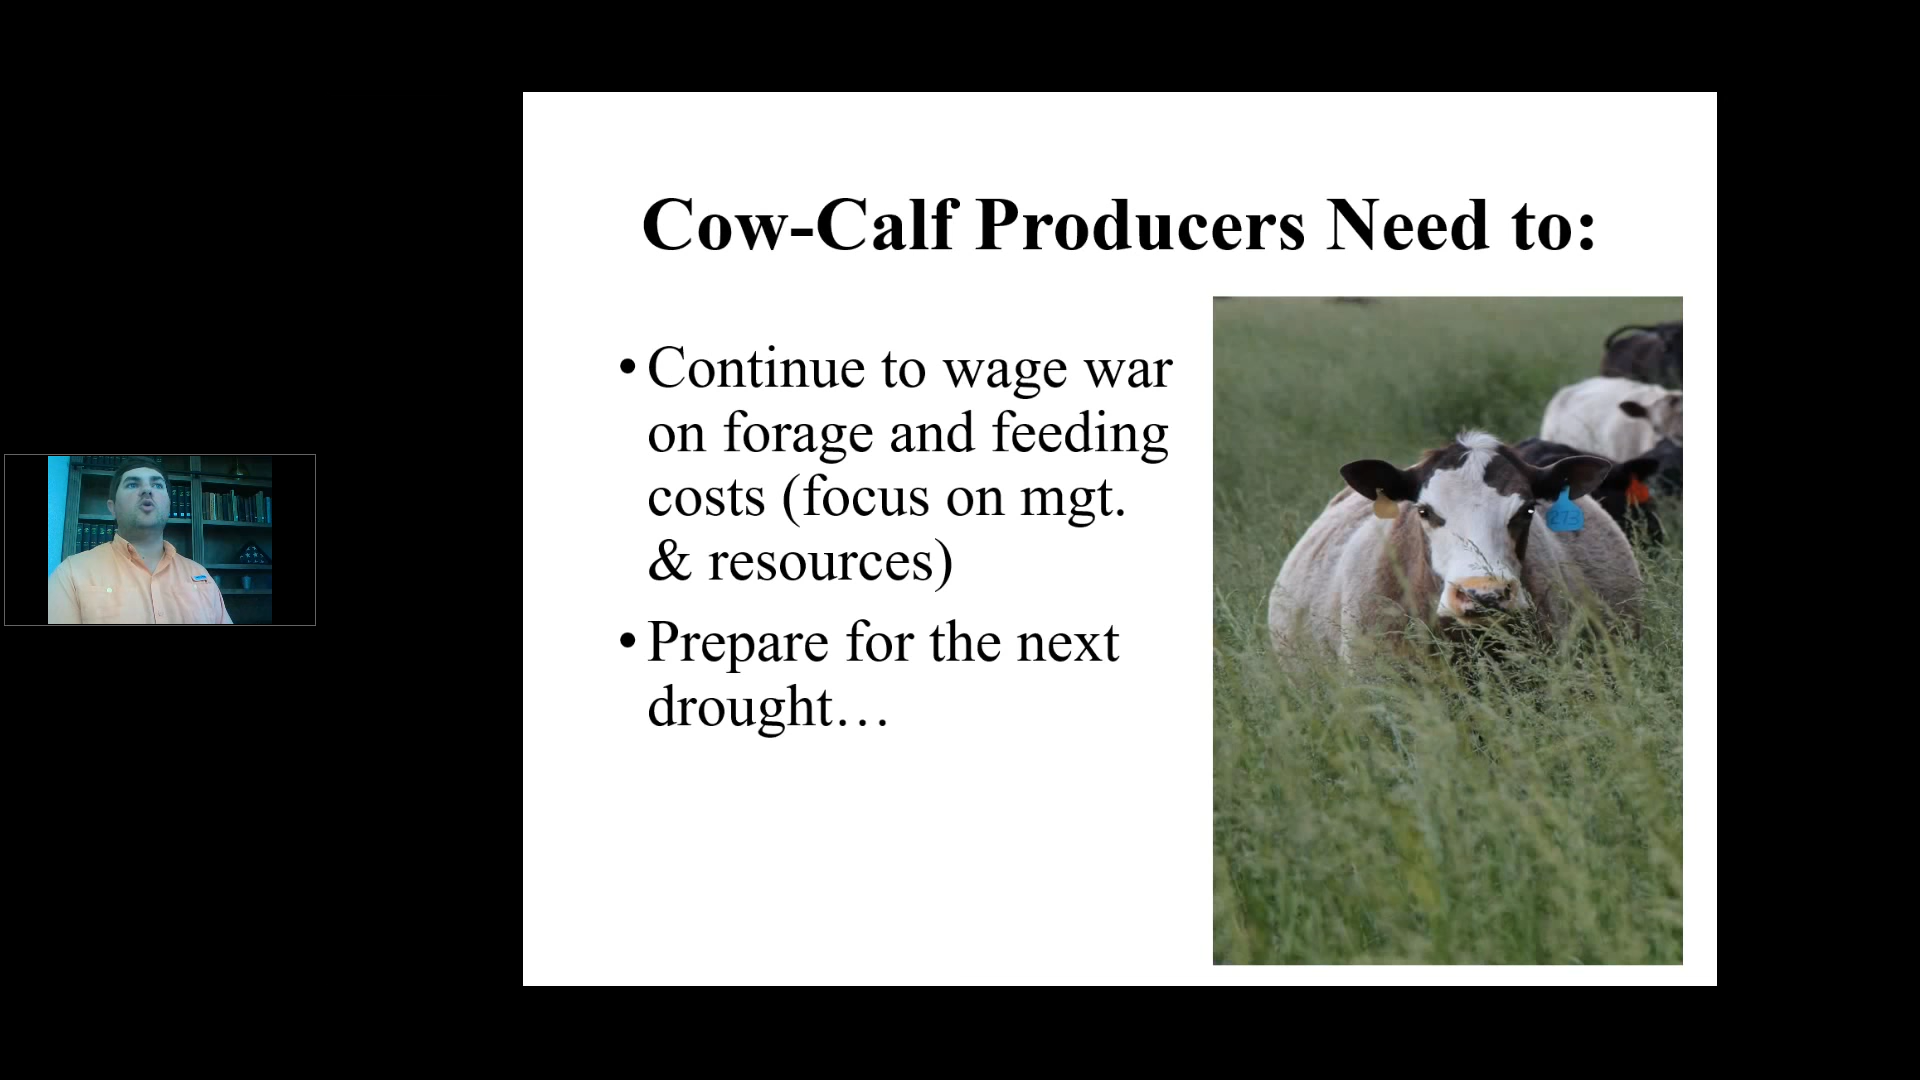 Cow-Calf Producers Need to:
• Continue to wage war
on forage and feeding
costs (focus on mgt.
& resources)
• Prepare for the next
drought…
273